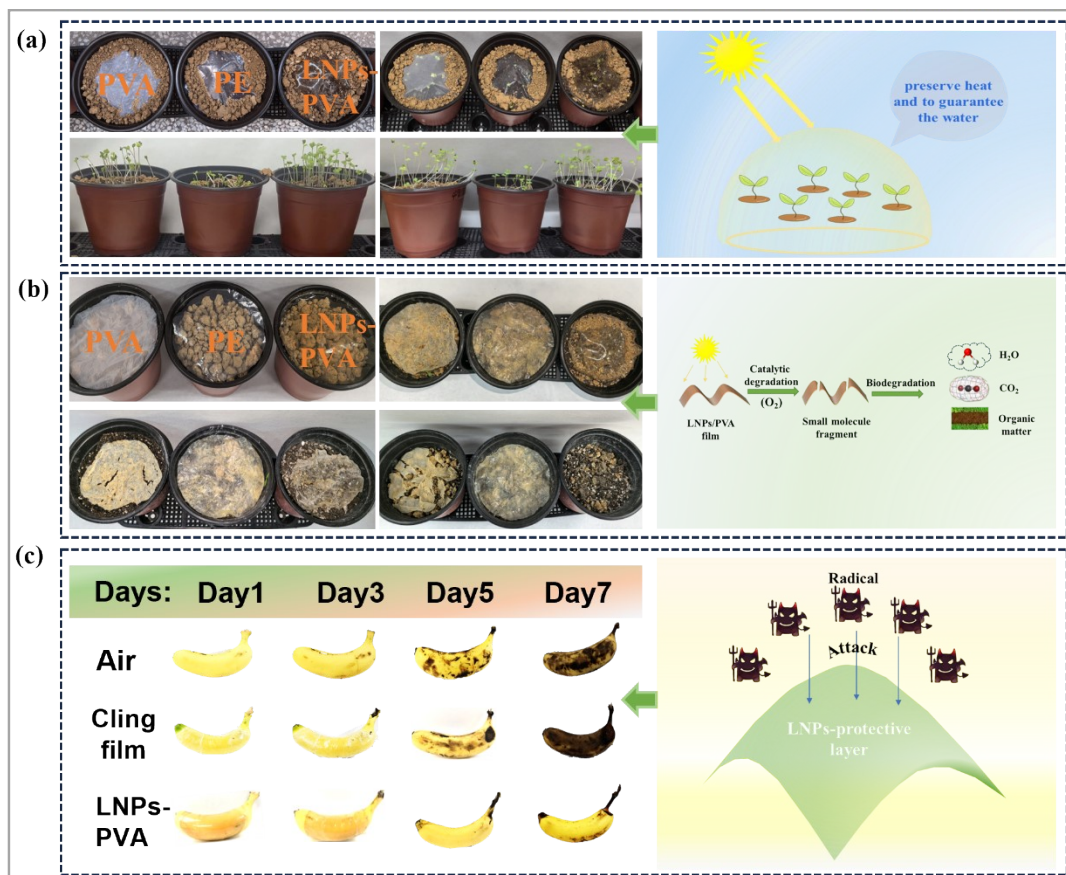 (a)
PVA
PE
LNPs-
PVA
preserve heat
and to guarantee
the water
(b)
PVA
PE
LNPs-
PVA
Catalytic
degradation
(O₂)
Biodegradation
LNPs/PVA
film
Small molecule
fragment
H₂O
CO₂
Organic
matter
(c)
Days: Day1 Day3 Day5 Day7
Air
Cling
film
LNPs-
PVA
Radical
Attack
LNPs-protective
layer